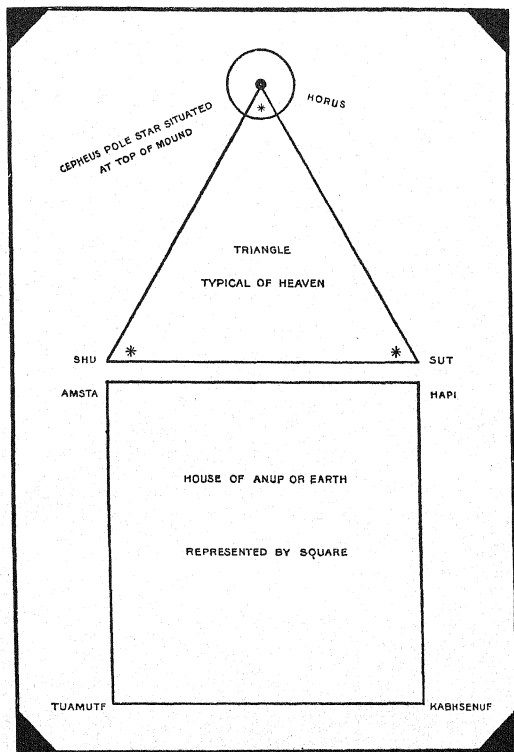 HORUS
CEPHEUS POLE STAR SITUATED
AT TOP OF MOUND
TRIANGLE
TYPICAL OF HEAVEN
SHU
SUT
AMSTA
HAPI
HOUSE OF ANUP OR EARTH
REPRESENTED BY SQUARE
TUAMUTF
KABHSENUF